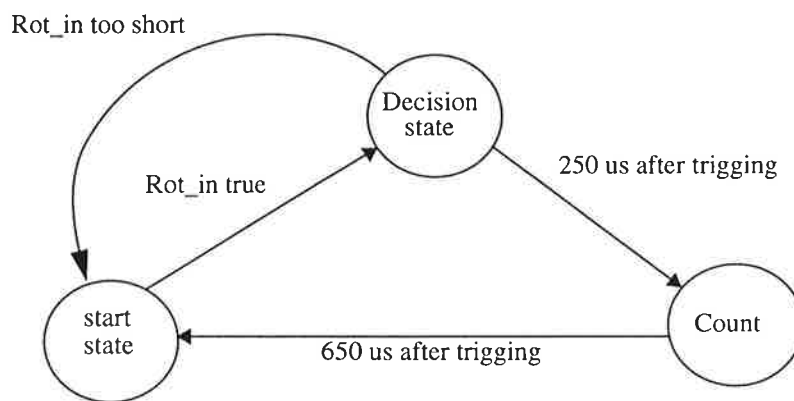 Rot_in too short
Decision
state
250 us after trigging
Rot_in true
start
state
Count
650 us after trigging